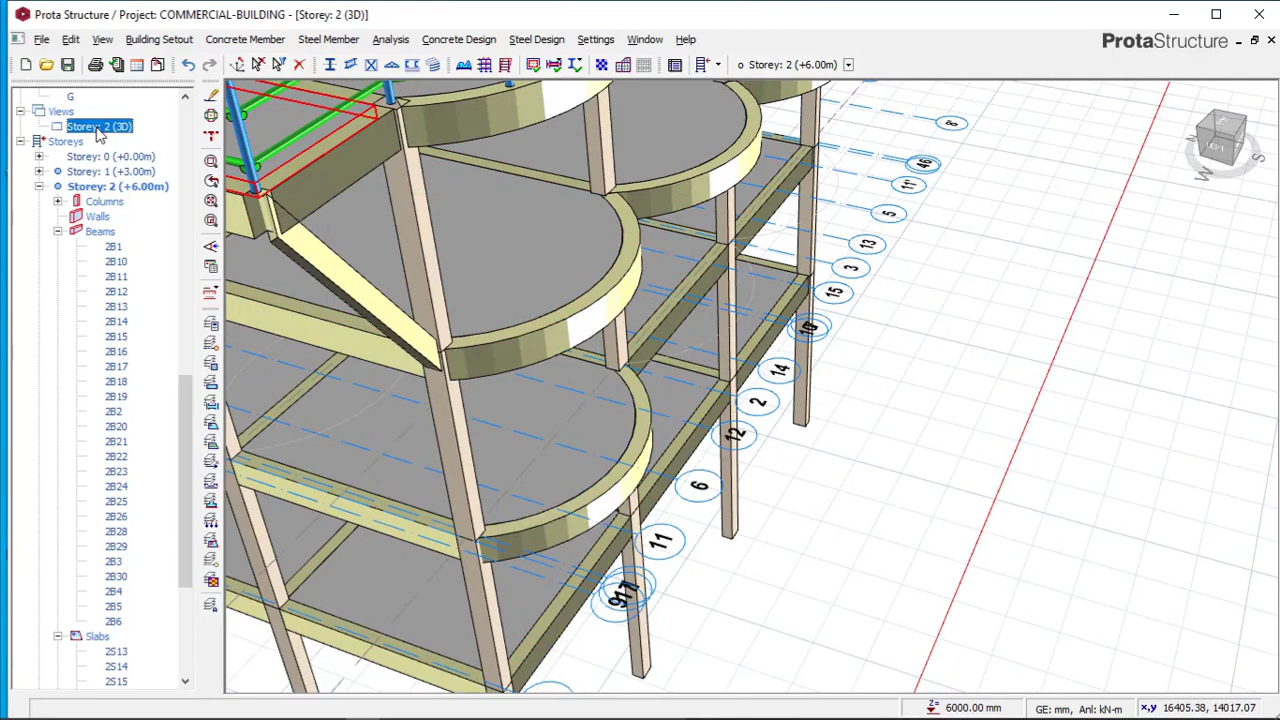 Prota Structure / Project: COMMERCIAL-BUILDING - [Storey: 2 (3D)]
File Edit View Building Setout Concrete Member Steel Member Analysis Concrete Design Steel Design Settings Window Help
ProtaStructure
Storey: 2 (+6.00m)
G
Views
Storey: 2 (3D)
Storeys
Storey: 0 (+0.00m)
Storey: 1 (+3.00m)
Storey: 2 (+6.00m)
Columns
Walls
Beams
2B1
2B10
2B11
2B12
2B13
2B14
2B15
2B16
2B17
2B18
2B19
2B2
2B20
2B21
2B22
2B23
2B24
2B25
2B26
2B28
2B29
2B3
2B30
2B4
2B5
2B6
Slabs
2S13
2S14
2S15
8
11
5
13
3
15
14
2
12
6
11
LEFT
N
S
W
6000.00 mm
GE: mm, Anl: kN-m
x,y 16405.38, 14017.07